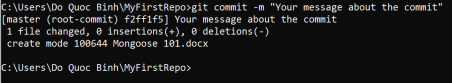 C:\Users\Do Quoc Binh\MyFirstRepo>git commit -m "Your message about the commit"
[master (root-commit) f2ff1f5] Your message about the commit
 1 file changed, 0 insertions(+), 0 deletions(-)
 create mode 100644 Mongoose 101.docx
C:\Users\Do Quoc Binh\MyFirstRepo>